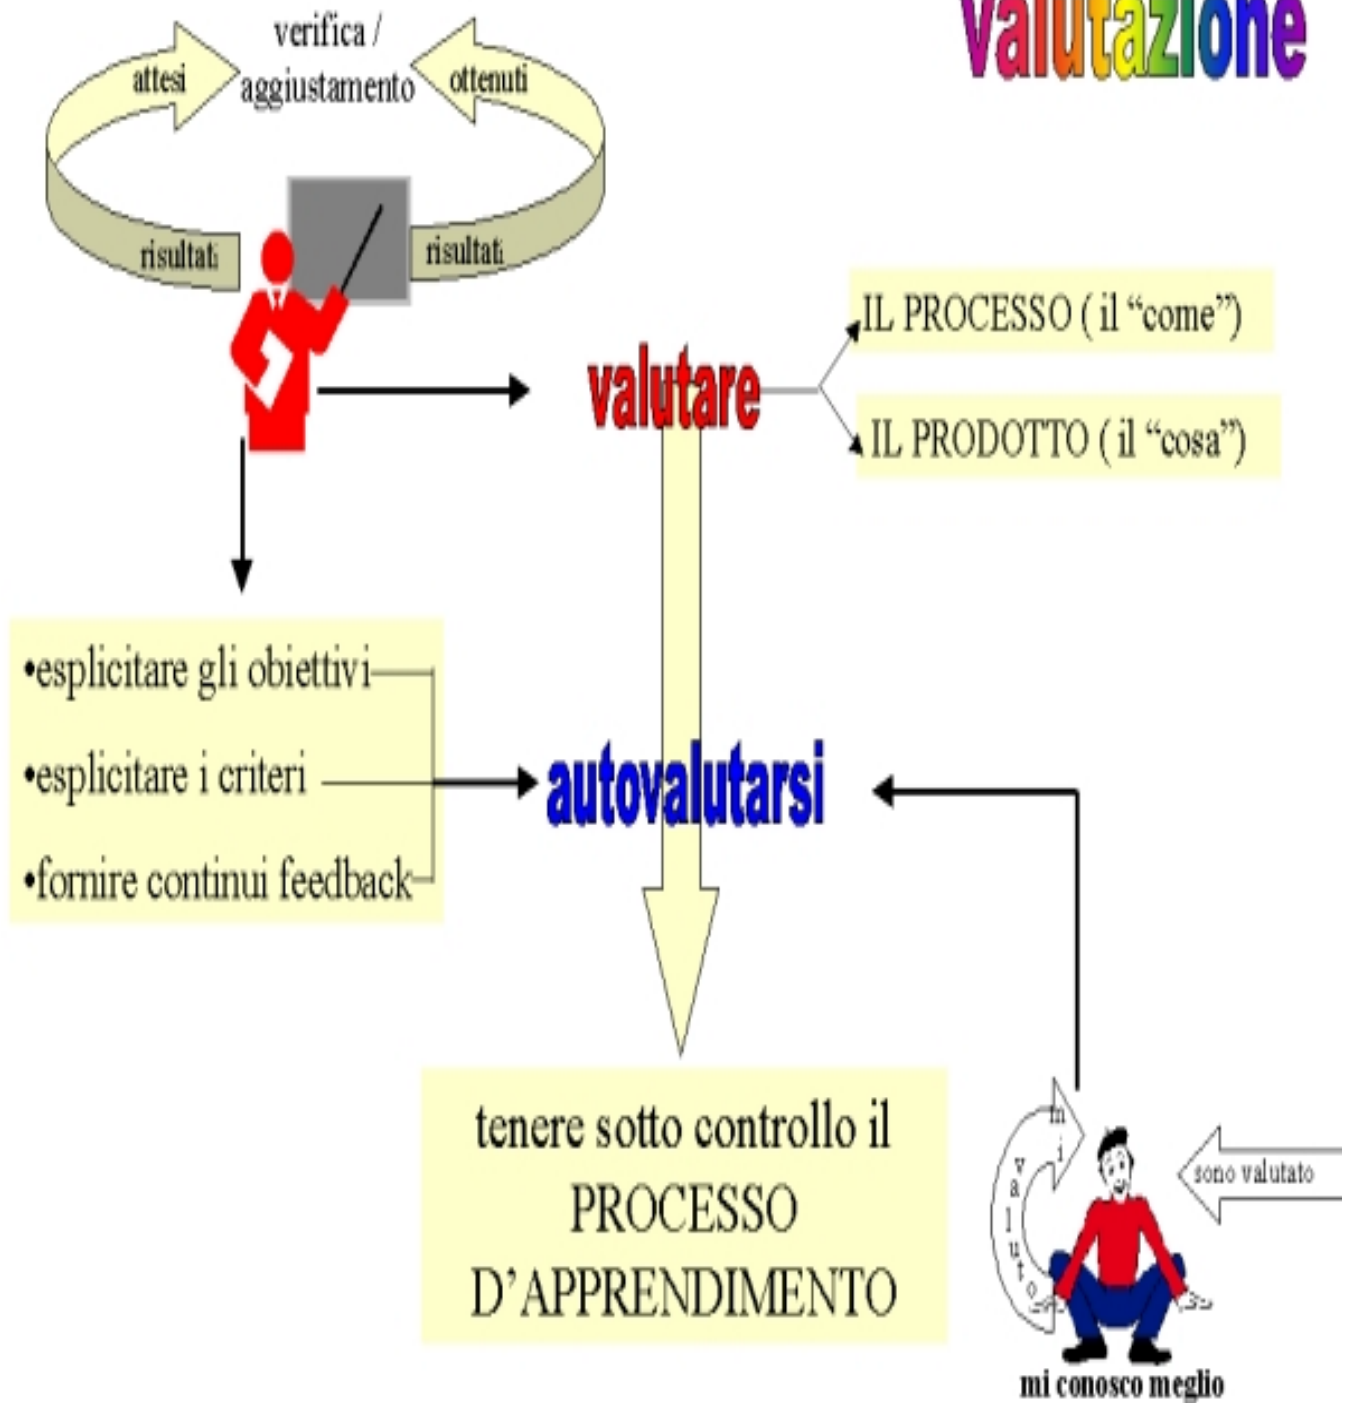 valutazione
verifica /
aggiustamento
attesi
ottenuti
risultati
risultati
valutare
IL PROCESSO ( il “come”)
IL PRODOTTO ( il “cosa”)
•esplicitare gli obiettivi
•esplicitare i criteri
•fornire continui feedback
autovalutarsi
tenere sotto controllo il
PROCESSO
D’APPRENDIMENTO
mi valuto
sono valutato
mi conosco meglio